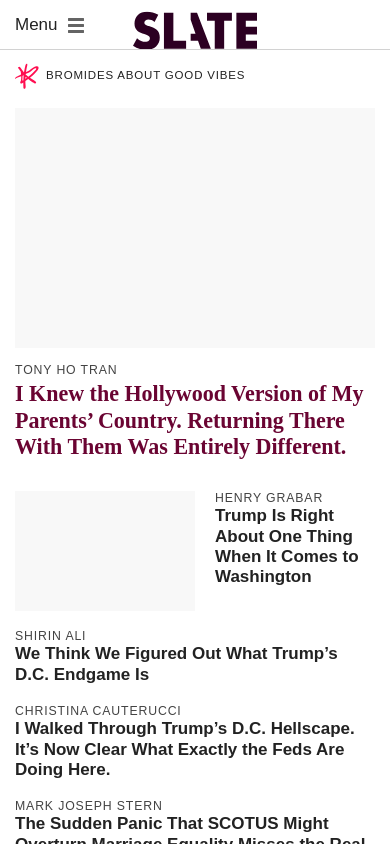 Menu
SLATE
BROMIDES ABOUT GOOD VIBES
TONY HO TRAN
I Knew the Hollywood Version of My
Parents’ Country. Returning There
With Them Was Entirely Different.
HENRY GRABAR
Trump Is Right
About One Thing
When It Comes to
Washington
SHIRIN ALI
We Think We Figured Out What Trump’s
D.C. Endgame Is
CHRISTINA CAUTERUCCI
I Walked Through Trump’s D.C. Hellscape.
It’s Now Clear What Exactly the Feds Are
Doing Here.
MARK JOSEPH STERN
The Sudden Panic That SCOTUS Might
Overturn Marriage Equality Misses the Real